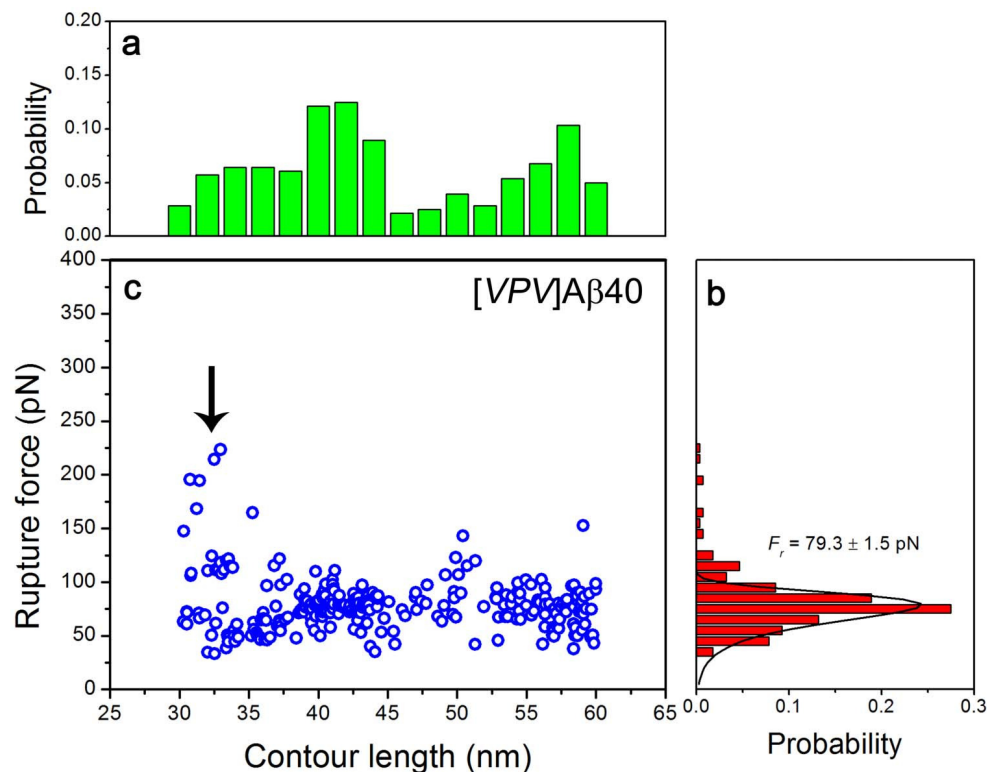 a
Probability
0.20
0.15
0.10
0.05
0.00
c
[VPV]Aβ40
Rupture force (pN)
400
350
300
250
200
150
100
50
0
25 30 35 40 45 50 55 60 65
Contour length (nm)
b
F_r = 79.3 ± 1.5 pN
0.0 0.1 0.2 0.3
Probability